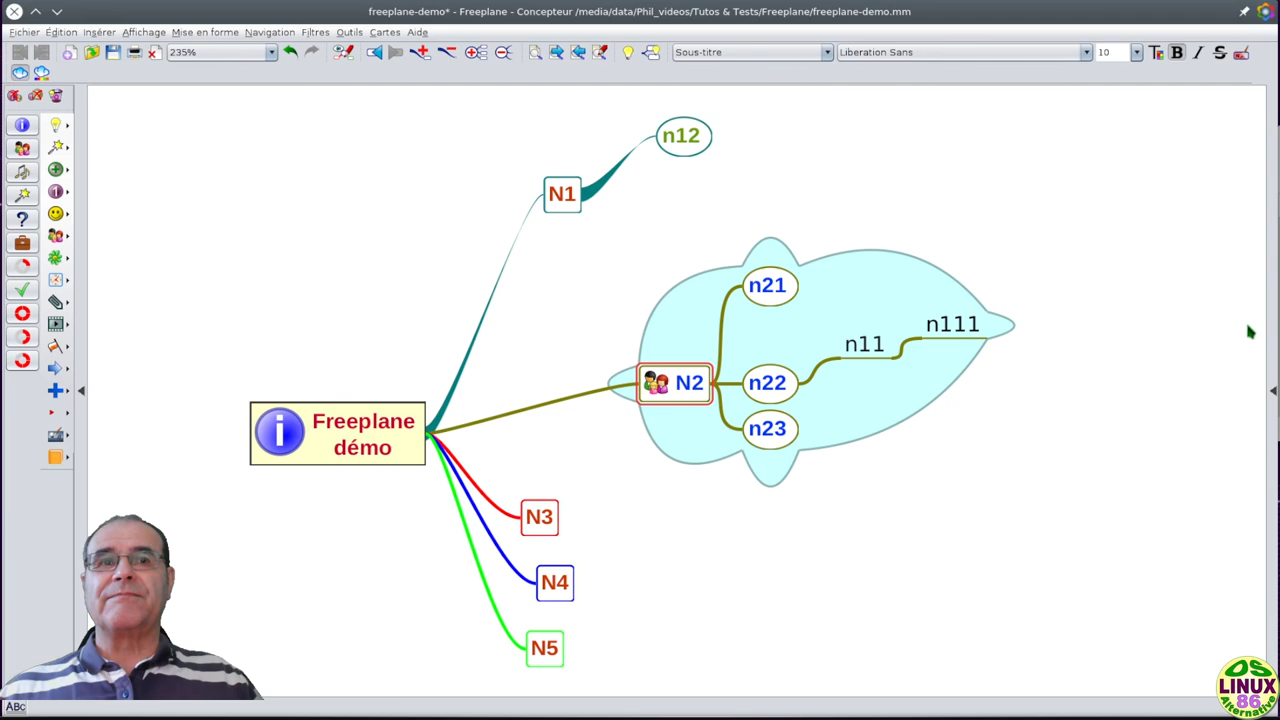 freeplane-demo* - Freeplane - Concepteur /media/data/Phil_videos/Tutos & Tests/Freeplane/freeplane-demo.mm
Fichier Édition Insérer Affichage Mise en forme Navigation Filtres Outils Cartes Aide
235% Sous-titre Liberation Sans 10
n12
N1
n21
n111
n11
N2
n22
Freeplane
démo
n23
N3
N4
N5
OS
LINUX
86
Alternative
ABc